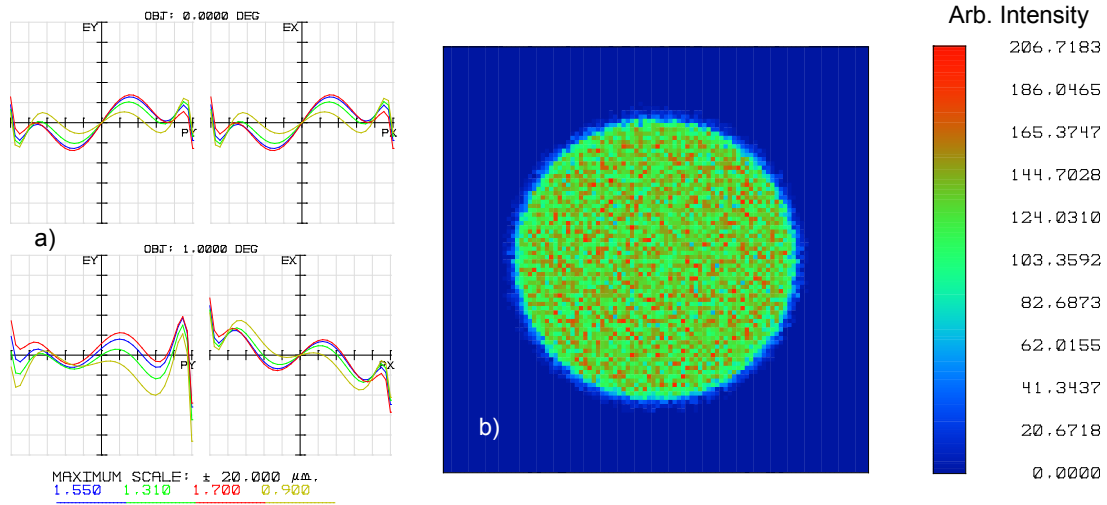 OBJ: 0.0000 DEG
EY
EX
PY
PX
a)
OBJ: 1.0000 DEG
EY
EX
PY
PX
MAXIMUM SCALE: ± 20.000 µm.
1.550 1.310 1.700 0.900
b)
Arb. Intensity
206.7183
186.0465
165.3747
144.7028
124.0310
103.3592
82.6873
62.0155
41.3437
20.6718
0.0000